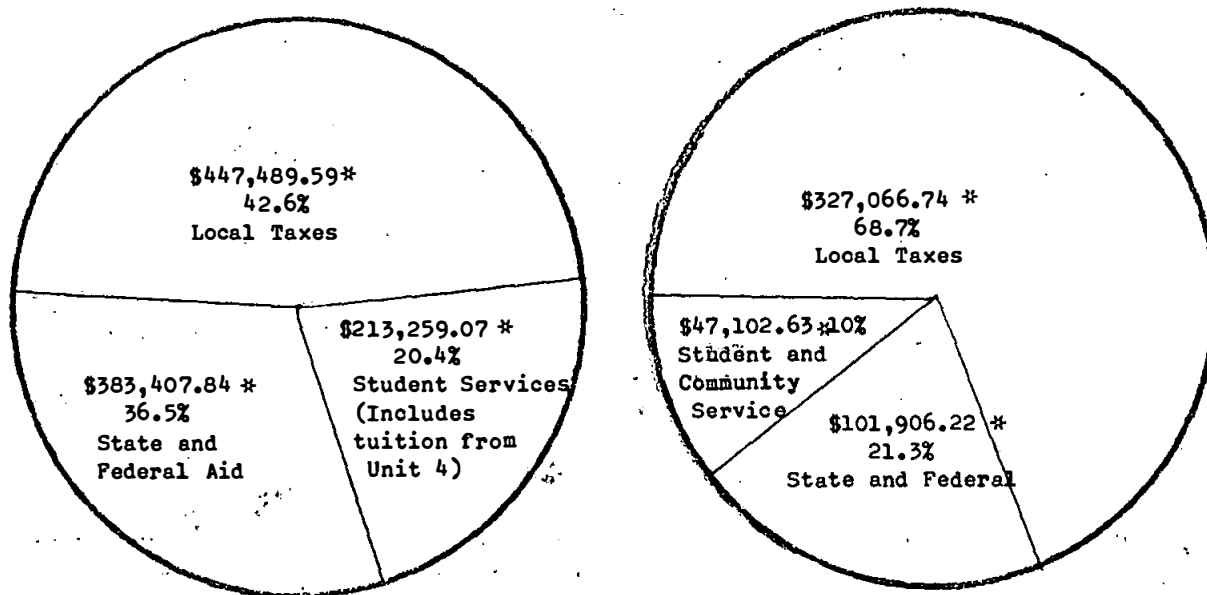 $447,489.59*
42.6%
Local Taxes
$213,259.07 *
20.4%
Student Services
(Includes
tuition from
Unit 4)
$383,407.84 *
36.5%
State and
Federal Aid
$327,066.74 *
68.7%
Local Taxes
$47,102.63 * 10%
Student and
Community
Service
$101,906.22 *
21.3%
State and Federal